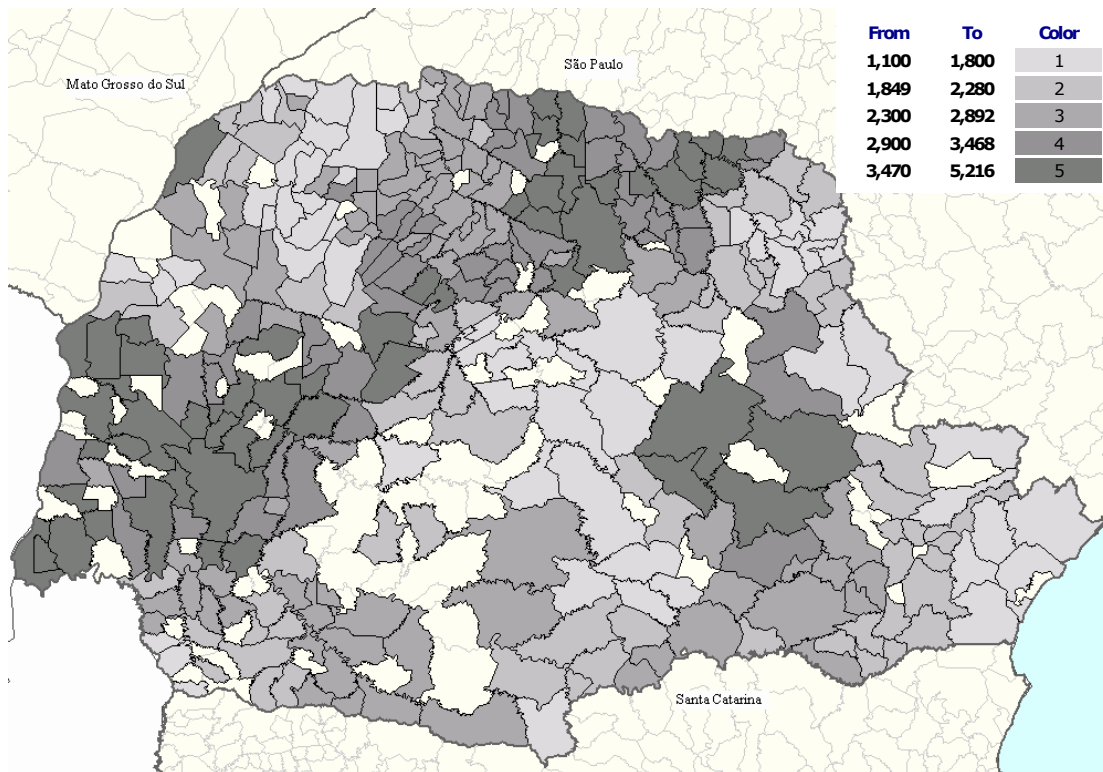 From To Color
1,100 1,800 1
1,849 2,280 2
2,300 2,892 3
2,900 3,468 4
3,470 5,216 5
São Paulo
Mato Grosso do Sul
Santa Catarina